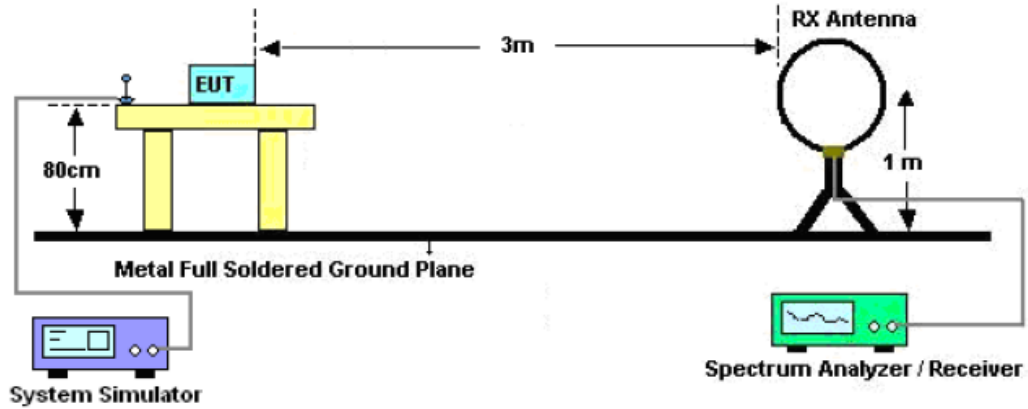 RX Antenna
3m
EUT
80cm
1 m
Metal Full Soldered Ground Plane
Spectrum Analyzer / Receiver
System Simulator